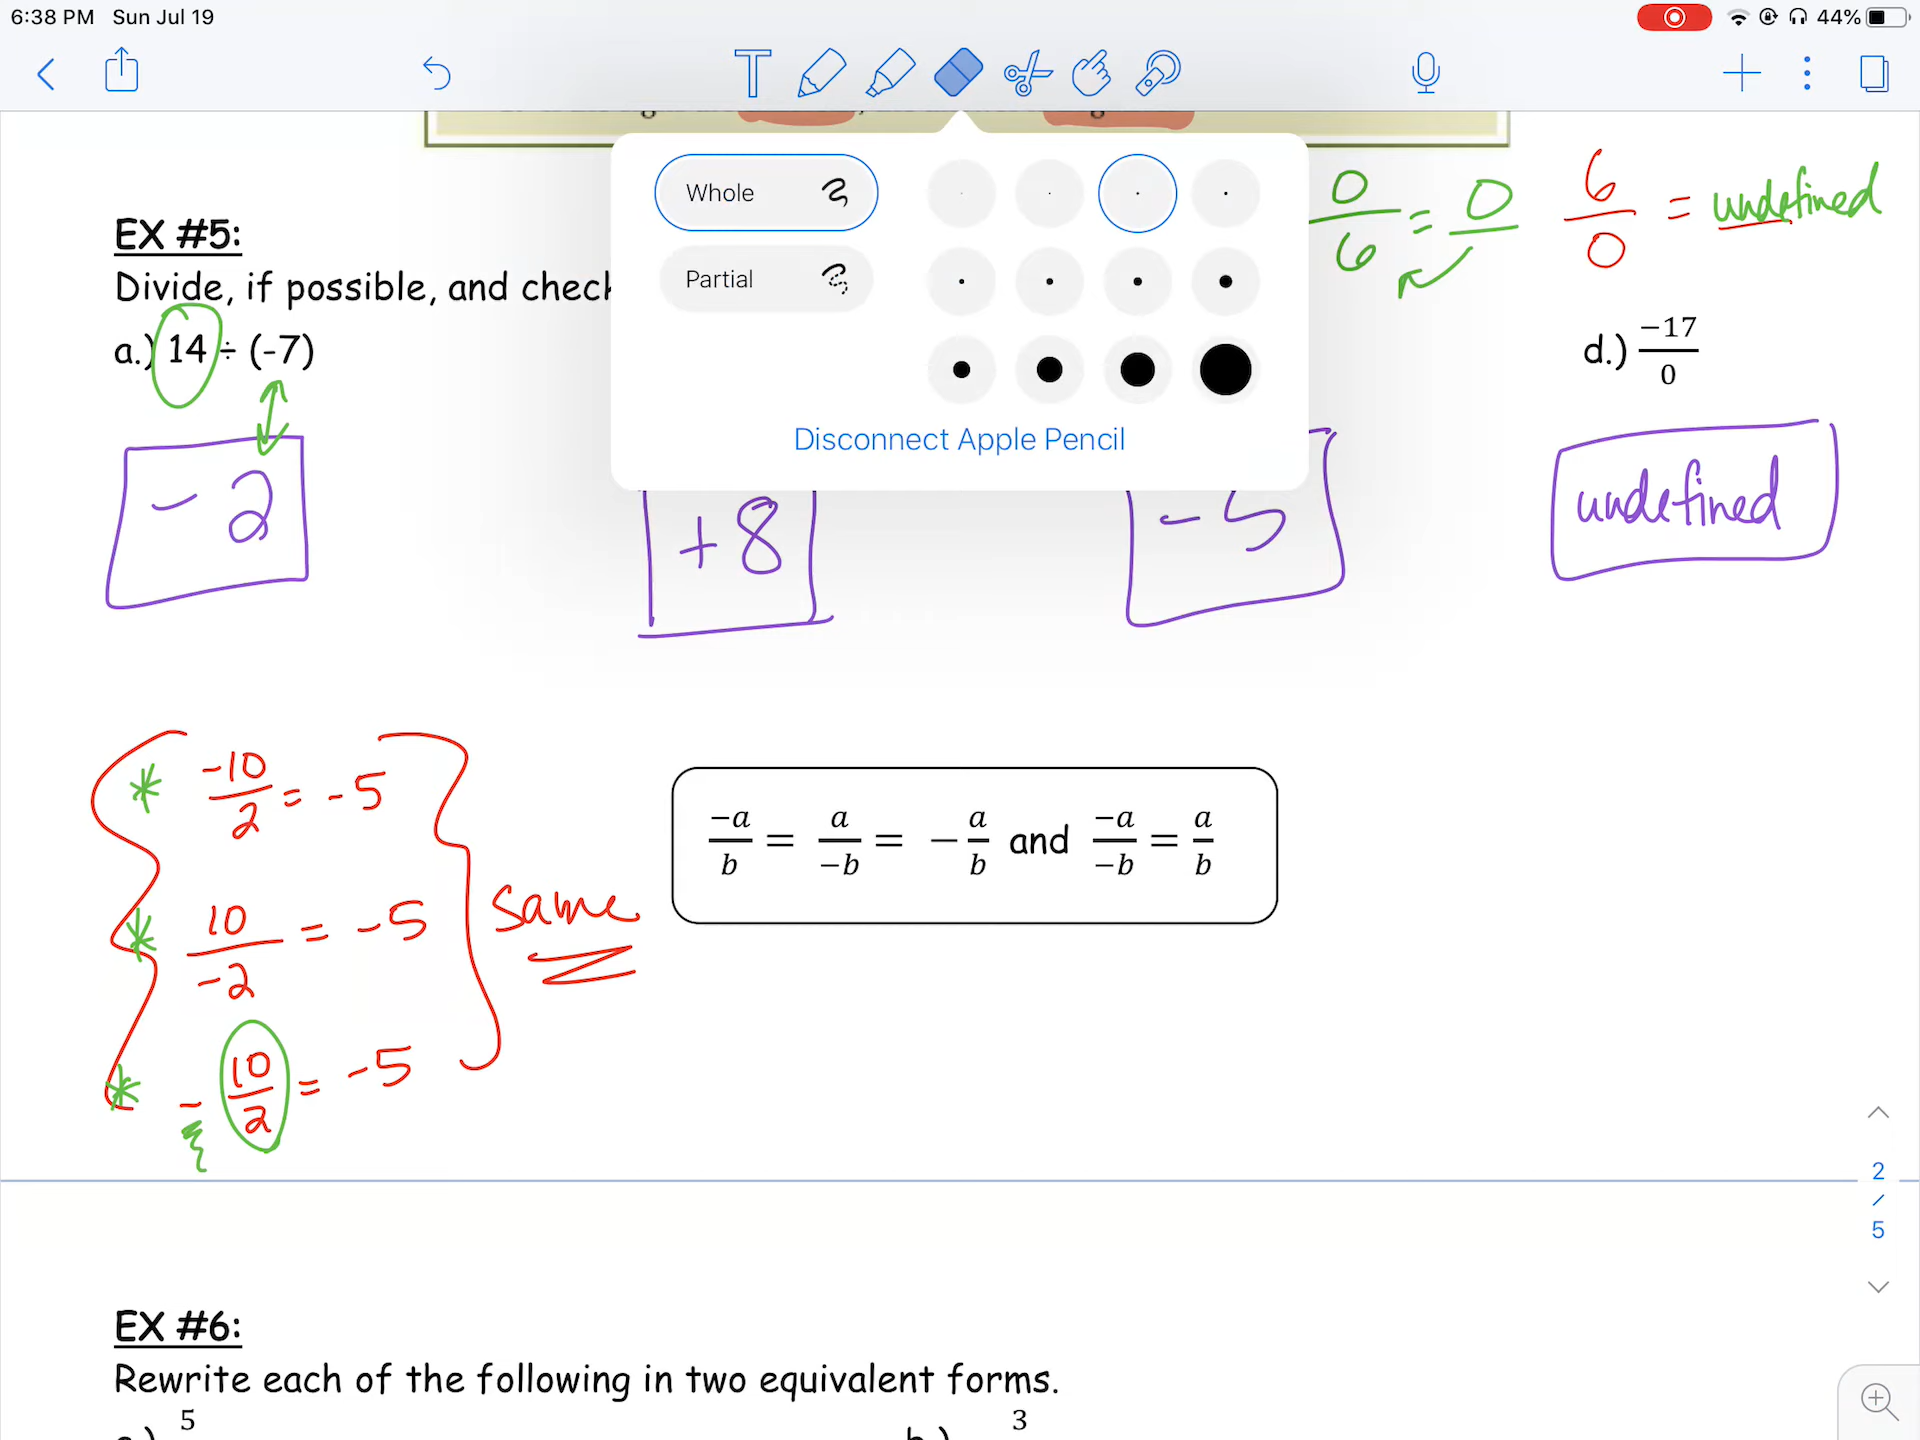 6:38 PM Sun Jul 19
44%
Whole
Partial
Disconnect Apple Pencil
0/6 = 0
6/0 = undefined
EX #5:
Divide, if possible, and check
a.) 14 ÷ (-7)
d.) −17/0
- 2
+ 8
- 5
undefined
* -10/2 = -5
* 10/-2 = -5
* - 10/2 = -5
same
−a/b = a/−b = −a/b and −a/−b = a/b
2
/
5
EX #6:
Rewrite each of the following in two equivalent forms.
5
3